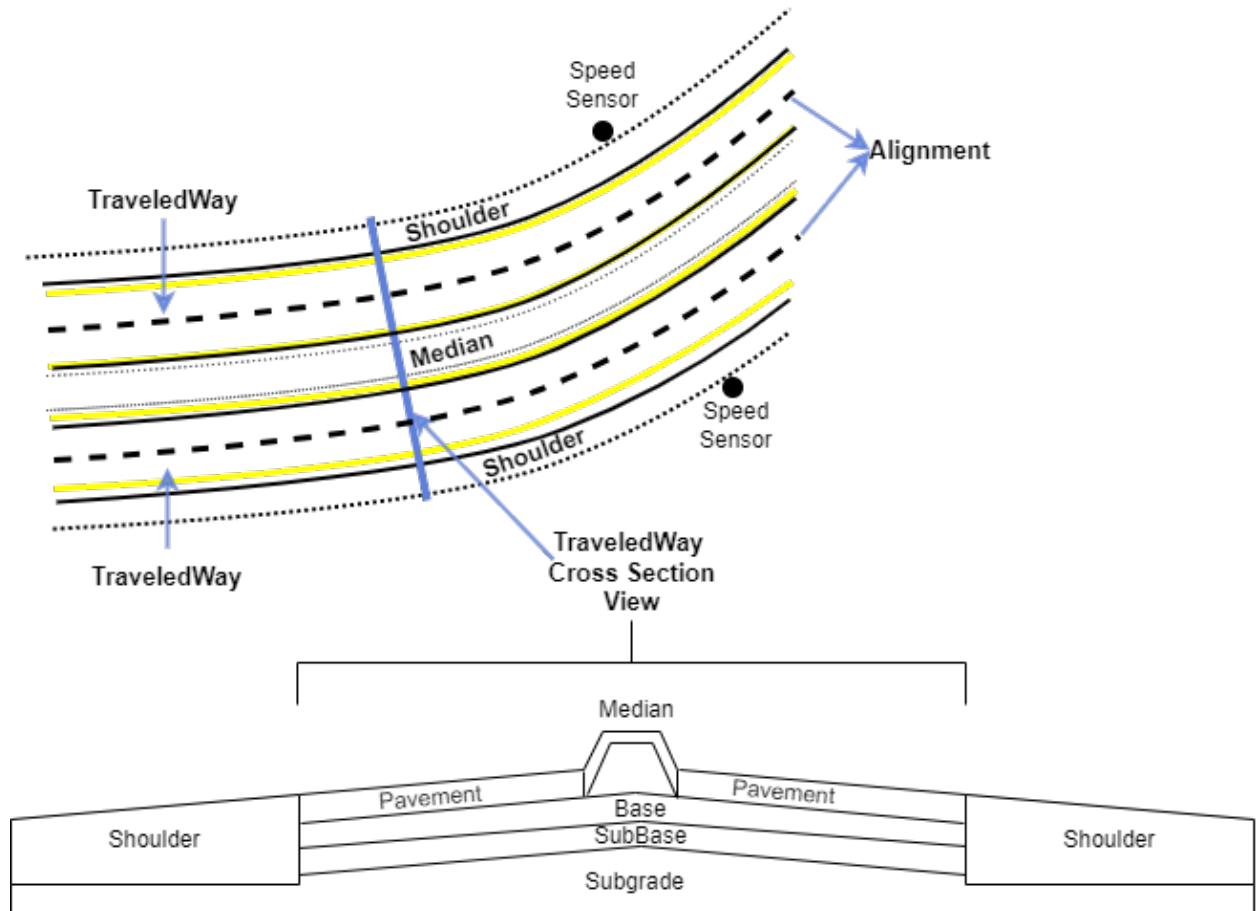 Speed
Sensor
Alignment
TraveledWay
Shoulder
Median
Speed
Sensor
Shoulder
TraveledWay
TraveledWay
Cross Section
View
Median
Pavement
Pavement
Base
Shoulder
SubBase
Shoulder
Subgrade